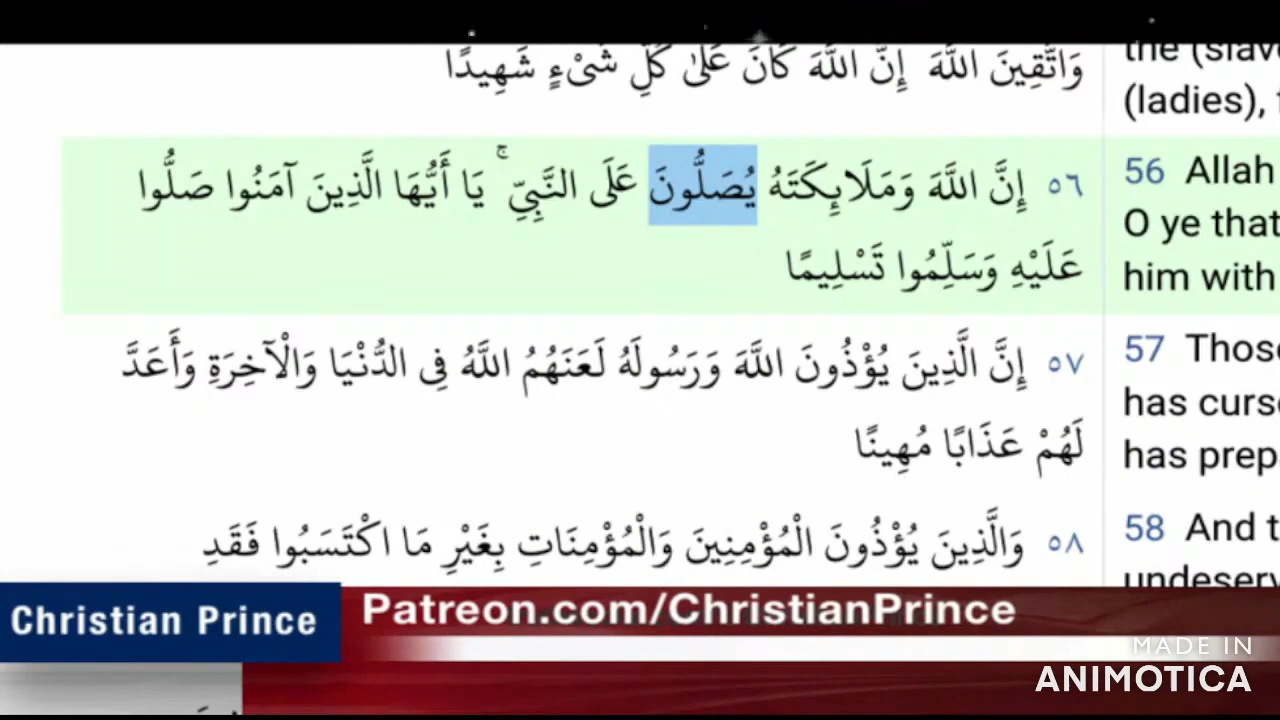 وَاتَّقِينَ اللَّهَ إِنَّ اللَّهَ كَانَ عَلَىٰ كُلِّ شَىْءٍ شَهِيدًا
(ladies),
٥٦ إِنَّ اللَّهَ وَمَلَائِكَتَهُ يُصَلُّونَ عَلَى النَّبِيِّ ۚ يَا أَيُّهَا الَّذِينَ آمَنُوا صَلُّوا
عَلَيْهِ وَسَلِّمُوا تَسْلِيمًا
56 Allah
O ye that
him with
٥٧ إِنَّ الَّذِينَ يُؤْذُونَ اللَّهَ وَرَسُولَهُ لَعَنَهُمُ اللَّهُ فِى الدُّنْيَا وَالْآخِرَةِ وَأَعَدَّ
لَهُمْ عَذَابًا مُهِينًا
57 Those
has curse
has prep
٥٨ وَالَّذِينَ يُؤْذُونَ الْمُؤْمِنِينَ وَالْمُؤْمِنَاتِ بِغَيْرِ مَا اكْتَسَبُوا فَقَدِ
58 And t
undeserv
Christian Prince
Patreon.com/ChristianPrince
MADE IN
ANIMOTICA